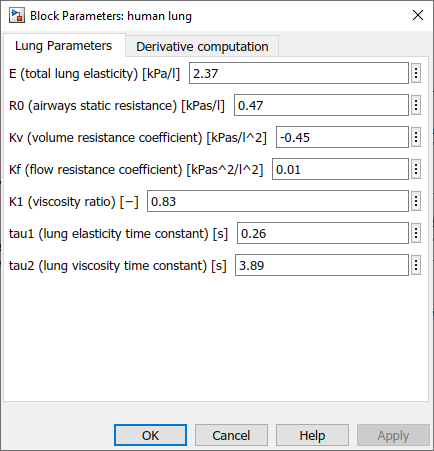 Block Parameters: human lung
Lung Parameters Derivative computation
E (total lung elasticity) [kPa/l] 2.37
R0 (airways static resistance) [kPas/l] 0.47
Kv (volume resistance coefficient) [kPas/l^2] -0.45
Kf (flow resistance coefficient) [kPas^2/l^2] 0.01
K1 (viscosity ratio) [−] 0.83
tau1 (lung elasticity time constant) [s] 0.26
tau2 (lung viscosity time constant) [s] 3.89
OK Cancel Help Apply